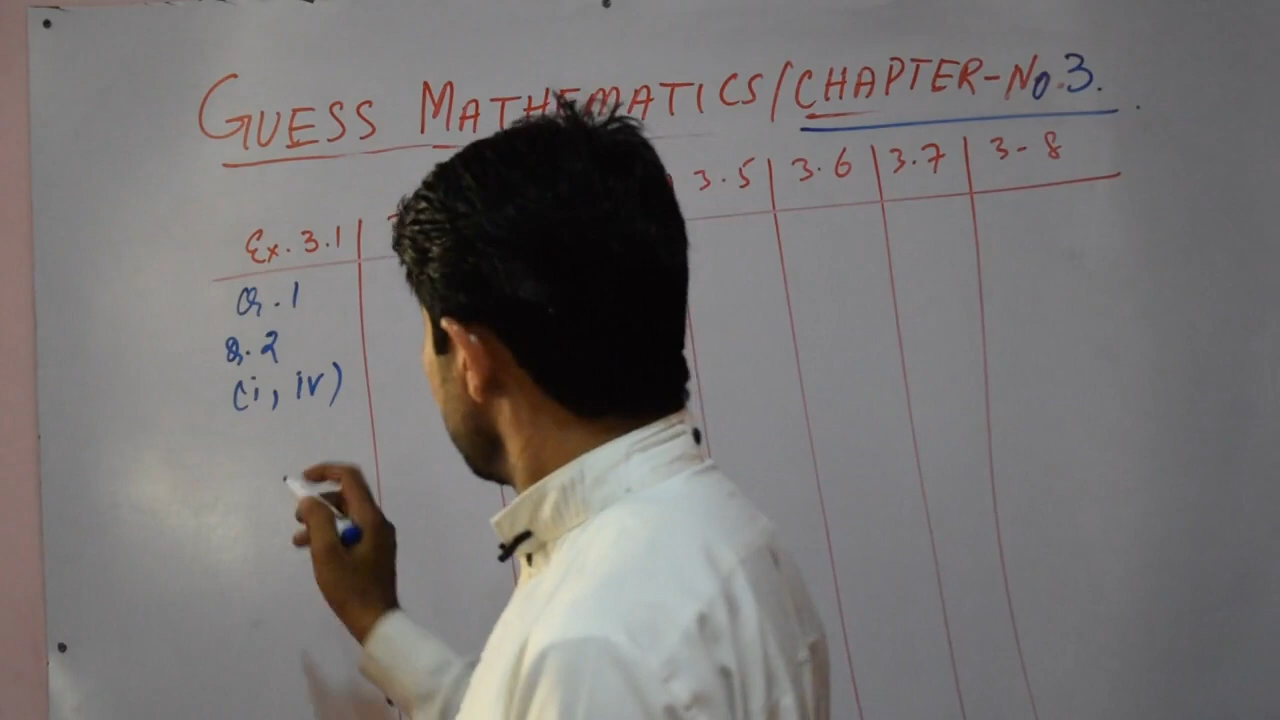 GUESS MATHEMATICS/CHAPTER-No.3.
Ex. 3.1 3.5 3.6 3.7 3-8
Q.1
Q.2
(i, iv)